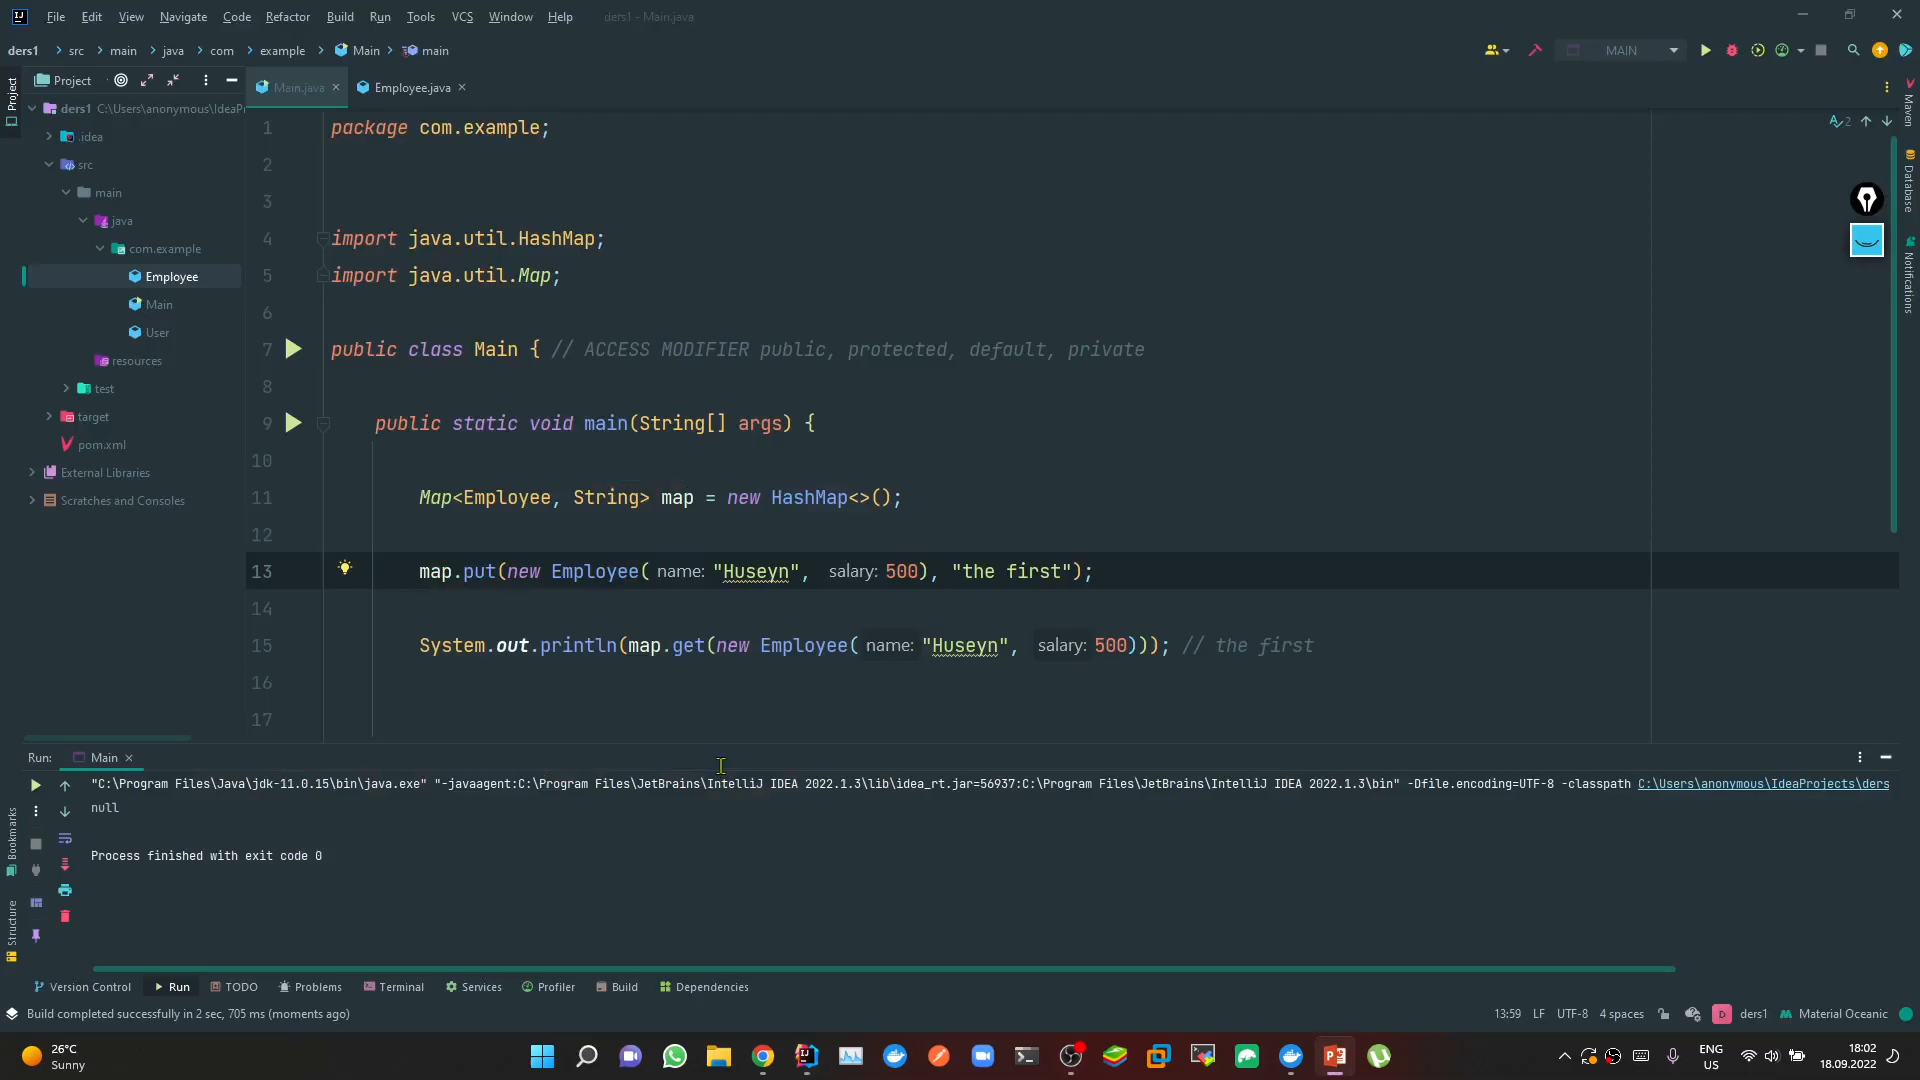 File Edit View Navigate Code Refactor Build Run Tools VCS Window Help ders1 - Main.java
ders1 src main java com example Main main MAIN
Project
Main.java Employee.java
ders1 C:\Users\anonymous\IdeaPr
.idea
src
main
java
com.example
Employee
Main
User
resources
test
target
pom.xml
External Libraries
Scratches and Consoles
Project
Bookmarks
Structure
1 package com.example;
2
3
4 import java.util.HashMap;
5 import java.util.Map;
6
7 public class Main { // ACCESS MODIFIER public, protected, default, private
8
9 public static void main(String[] args) {
10
11 Map<Employee, String> map = new HashMap<>();
12
13 map.put(new Employee( name: "Huseyn", salary: 500), "the first");
14
15 System.out.println(map.get(new Employee( name: "Huseyn", salary: 500))); // the first
16
17
2
Maven
Database
Notifications
Run: Main
"C:\Program Files\Java\jdk-11.0.15\bin\java.exe" "-javaagent:C:\Program Files\JetBrains\IntelliJ IDEA 2022.1.3\lib\idea_rt.jar=56937:C:\Program Files\JetBrains\IntelliJ IDEA 2022.1.3\bin" -Dfile.encoding=UTF-8 -classpath C:\Users\anonymous\IdeaProjects\ders
null
Process finished with exit code 0
Version Control Run TODO Problems Terminal Services Profiler Build Dependencies
Build completed successfully in 2 sec, 705 ms (moments ago) 13:59 LF UTF-8 4 spaces D ders1 Material Oceanic
26°C
Sunny
ENG
US
18:02
18.09.2022